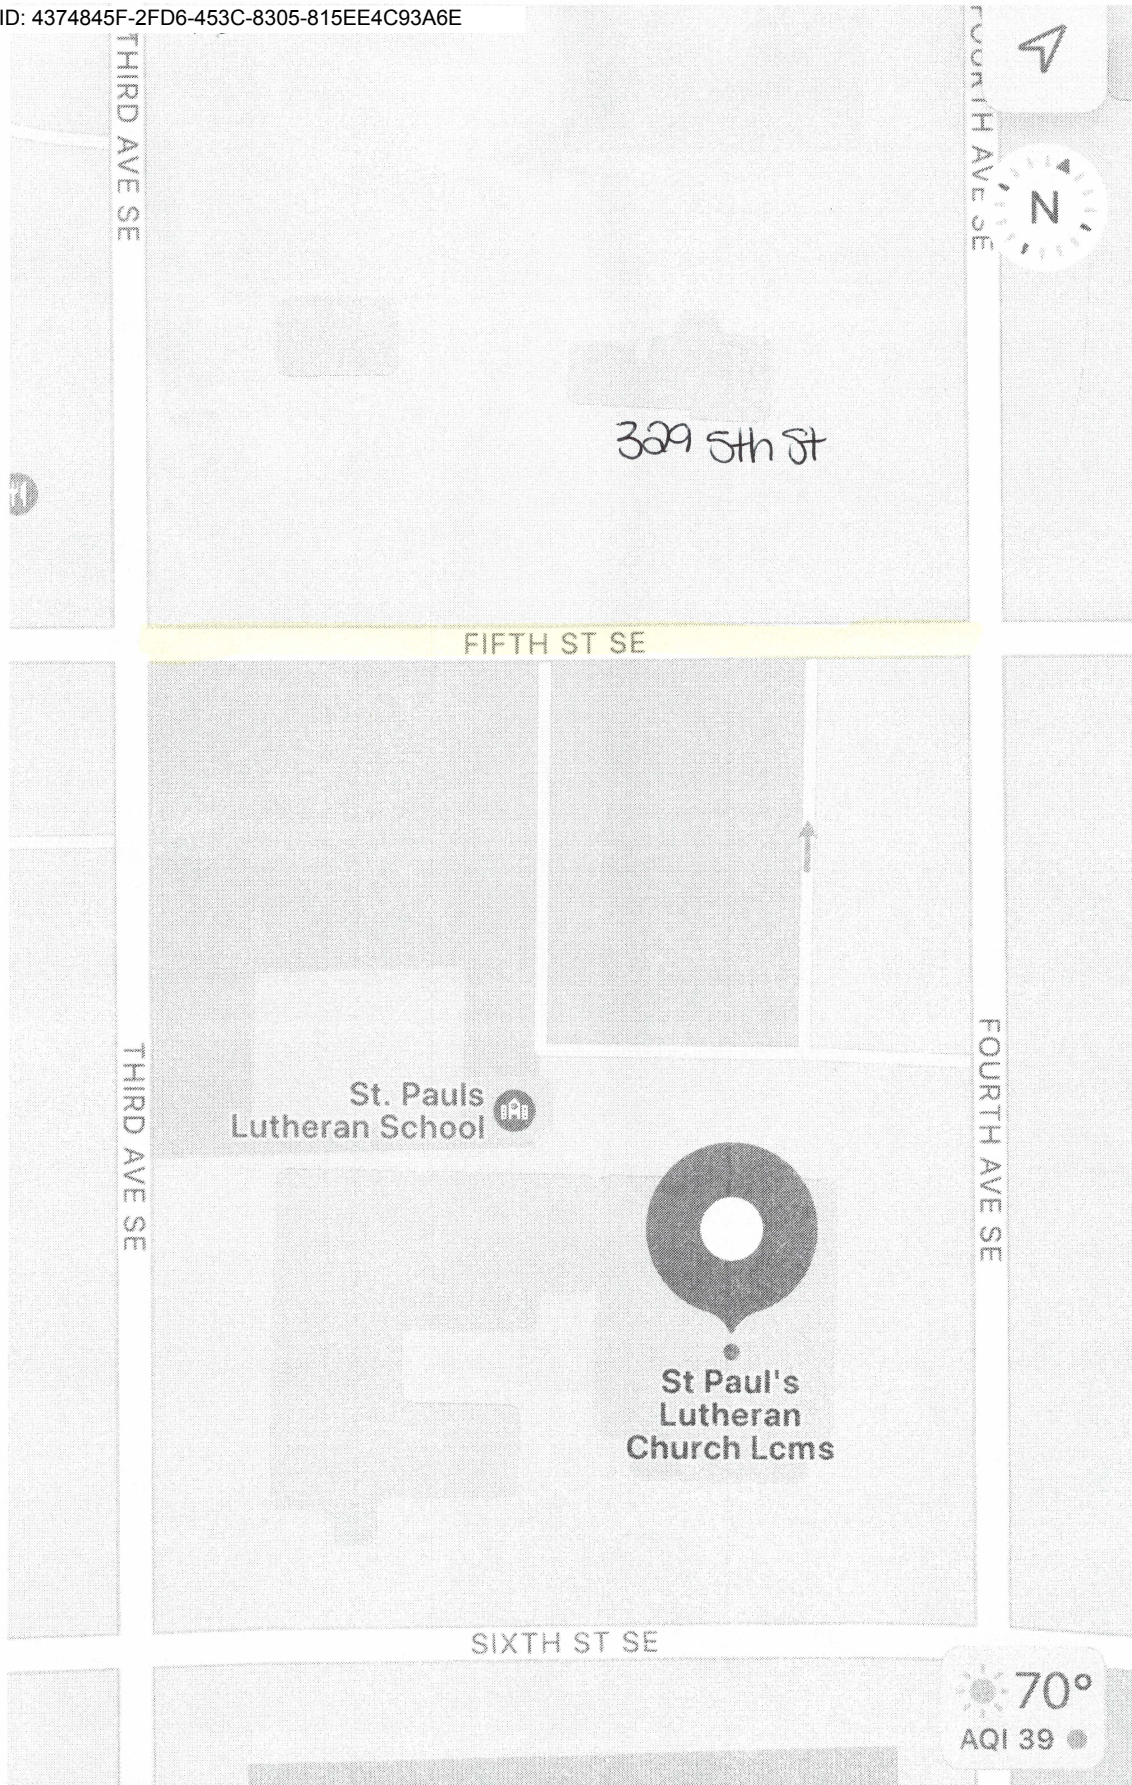 ID: 4374845F-2FD6-453C-8305-815EE4C93A6E
THIRD AVE SE
FOURTH AVE SE
N
329 5th St
FIFTH ST SE
St. Pauls
Lutheran School
THIRD AVE SE
FOURTH AVE SE
St Paul's
Lutheran
Church Lcms
SIXTH ST SE
70°
AQI 39